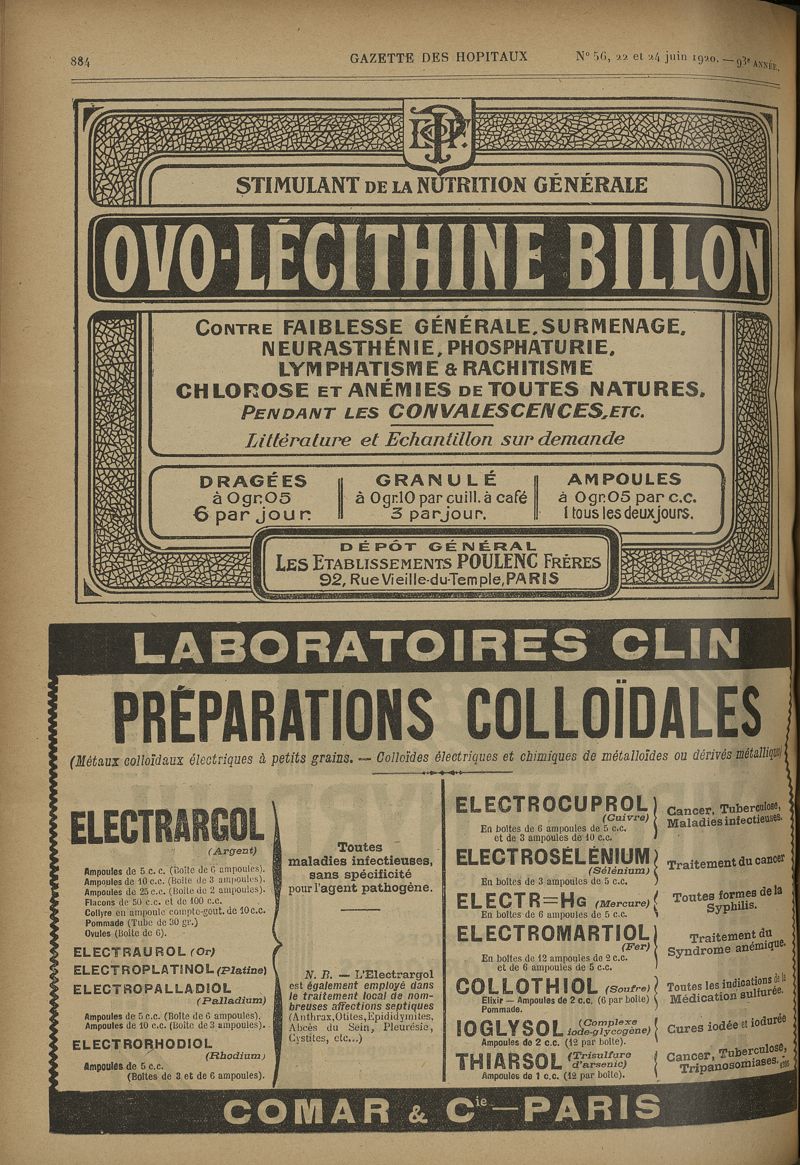 884
GAZETTE DES HOPITAUX
N° 56, 22 et 24 juin 1920. — 93e ANNÉE.
STIMULANT DE LA NUTRITION GÉNÉRALE
OVO-LÉCITHINE BILLON
CONTRE FAIBLESSE GÉNÉRALE, SURMENAGE,
NEURASTHÉNIE, PHOSPHATURIE,
LYMPHATISME & RACHITISME
CHLOROSE ET ANÉMIES DE TOUTES NATURES,
PENDANT LES CONVALESCENCES, ETC.
Littérature et Echantillon sur demande
DRAGÉES
à 0gr.05
6 par jour
GRANULÉ
à 0gr.10 par cuill. à café
3 par jour.
AMPOULES
à 0gr.05 par c.c.
1 tous les deux jours.
DÉPÔT GÉNÉRAL
LES ETABLISSEMENTS POULENC FRÈRES
92, Rue Vieille-du-Temple, PARIS
LABORATOIRES CLIN
PRÉPARATIONS COLLOÏDALES
(Métaux colloïdaux électriques à petits grains. — Colloïdes électriques et chimiques de métalloïdes ou dérivés métalliques)
ELECTRARGOL
(Argent)
Ampoules de 5 c. c. (Boîte de 6 ampoules).
Ampoules de 10 c.c. (Boîte de 3 ampoules).
Ampoules de 25 c.c. (Boîte de 2 ampoules).
Flacons de 50 c.c. et de 100 c.c.
Collyre en ampoule compte-gout. de 10 c.c.
Pommade (Tube de 30 gr.)
Ovules (Boîte de 6).
ELECTRAUROL (Or)
ELECTROPLATINOL (Platine)
ELECTROPALLADIOL
(Palladium)
Ampoules de 5 c.c. (Boîte de 6 ampoules).
Ampoules de 10 c.c. (Boîte de 3 ampoules).
ELECTRORHODIOL
(Rhodium)
Ampoules de 5 c.c.
(Boîtes de 3 et de 6 ampoules).
Toutes
maladies infectieuses,
sans spécificité
pour l'agent pathogène.
N. B. — L'Electrargol
est également employé dans
le traitement local de nom-
breuses affections septiques
(Anthrax, Otites, Epididymites,
Abcès du Sein, Pleurésie,
Cystites, etc...)
ELECTROCUPROL
(Cuivre)
En boîtes de 6 ampoules de 5 c.c.
et de 3 ampoules de 10 c.c.
Cancer, Tuberculose,
Maladies infectieuses.
ELECTROSÉLÉNIUM
(Sélénium)
En boîtes de 3 ampoules de 5 c.c.
Traitement du cancer
ELECTR=Hg (Mercure)
En boîtes de 6 ampoules de 5 c.c.
Toutes formes de la
Syphilis.
ELECTROMARTIOL
(Fer)
En boîtes de 12 ampoules de 2 c.c.
et de 6 ampoules de 5 c.c.
Traitement du
Syndrome anémique.
COLLOTHIOL (Soufre)
Elixir — Ampoules de 2 c.c. (6 par boîte)
Pommade.
Toutes les indications de la
Médication sulfurée.
IOGLYSOL (Complexe iode-glycogène)
Ampoules de 2 c.c. (12 par boîte).
Cures iodée et iodurée
THIARSOL (Trisulfure d'arsenic)
Ampoules de 1 c.c. (12 par boîte).
Cancer, Tuberculose,
Tripanosomiases.
COMAR & Cie — PARIS